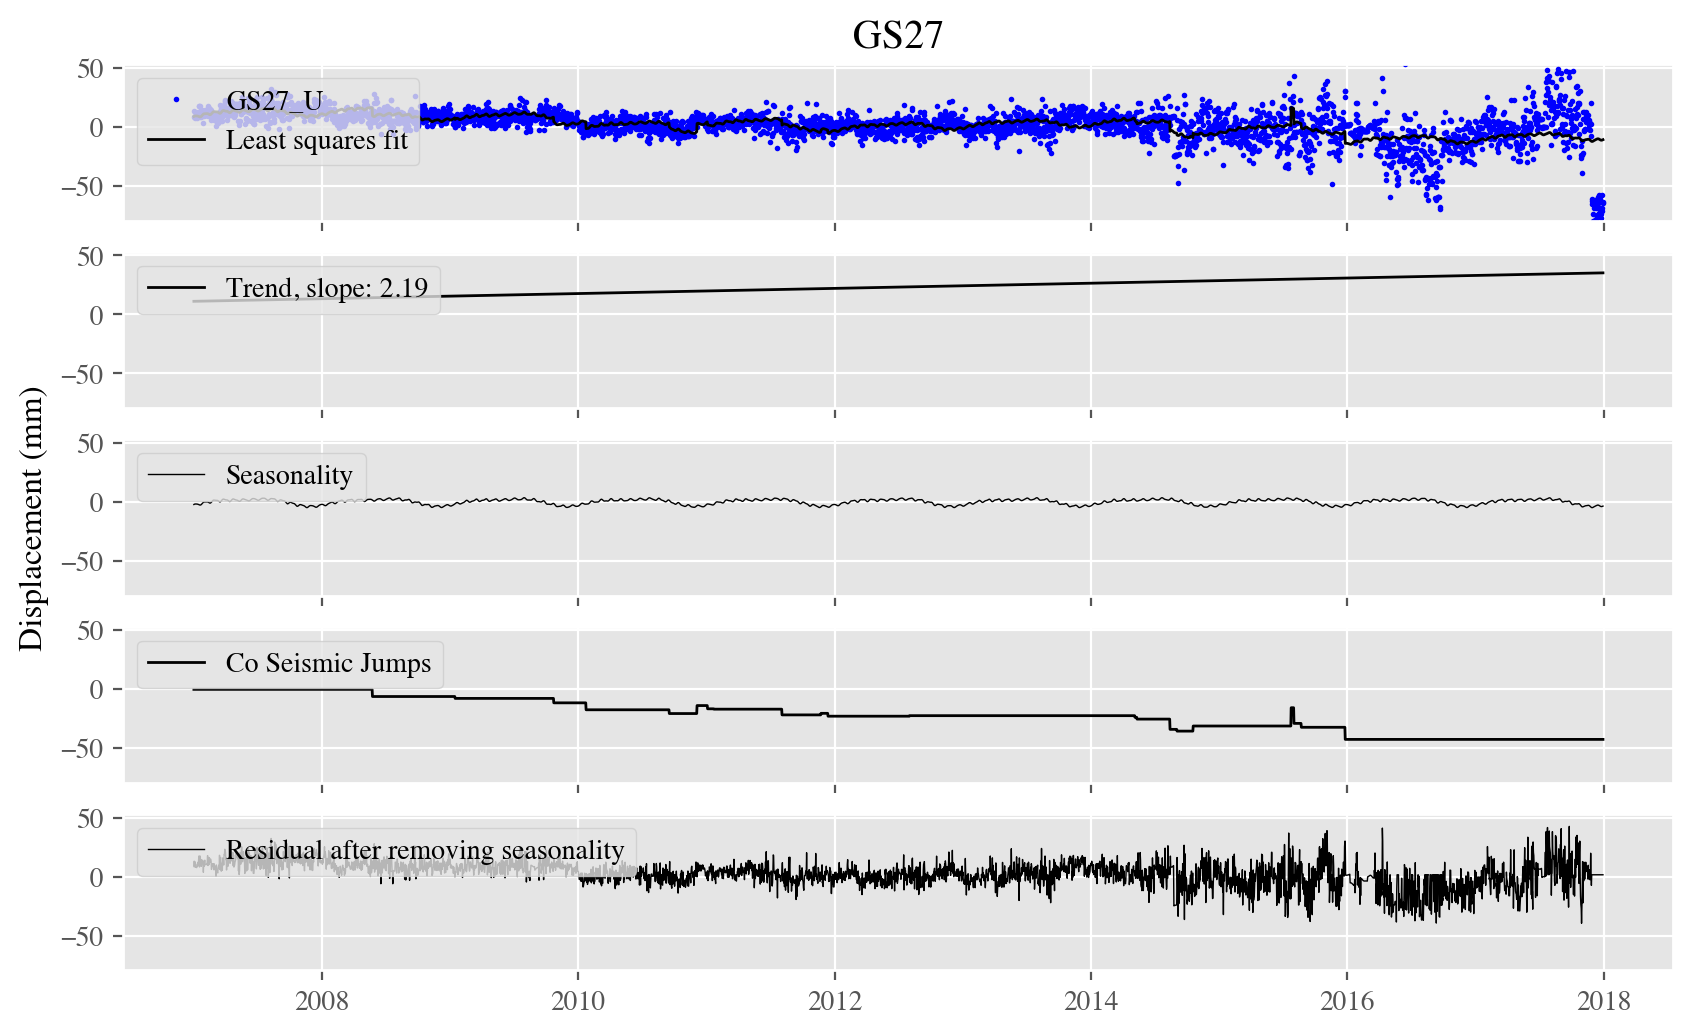 GS27
50
0
−50
GS27_U
Least squares fit
50
0
−50
Trend, slope: 2.19
50
0
−50
Seasonality
50
0
−50
Co Seismic Jumps
50
0
−50
Residual after removing seasonality
2008 2010 2012 2014 2016 2018
Displacement (mm)